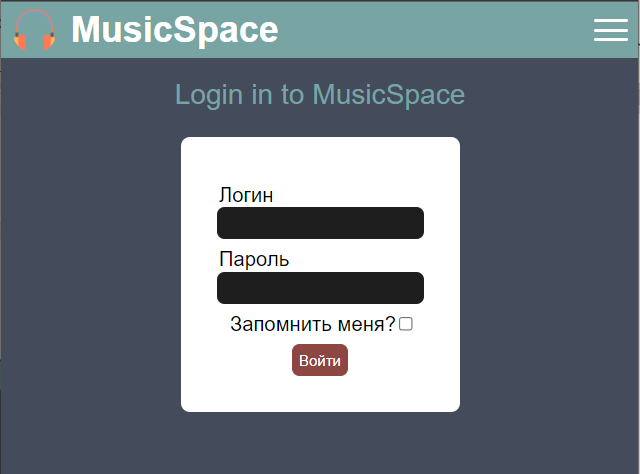 MusicSpace
Login in to MusicSpace
Логин
Пароль
Запомнить меня?
Войти